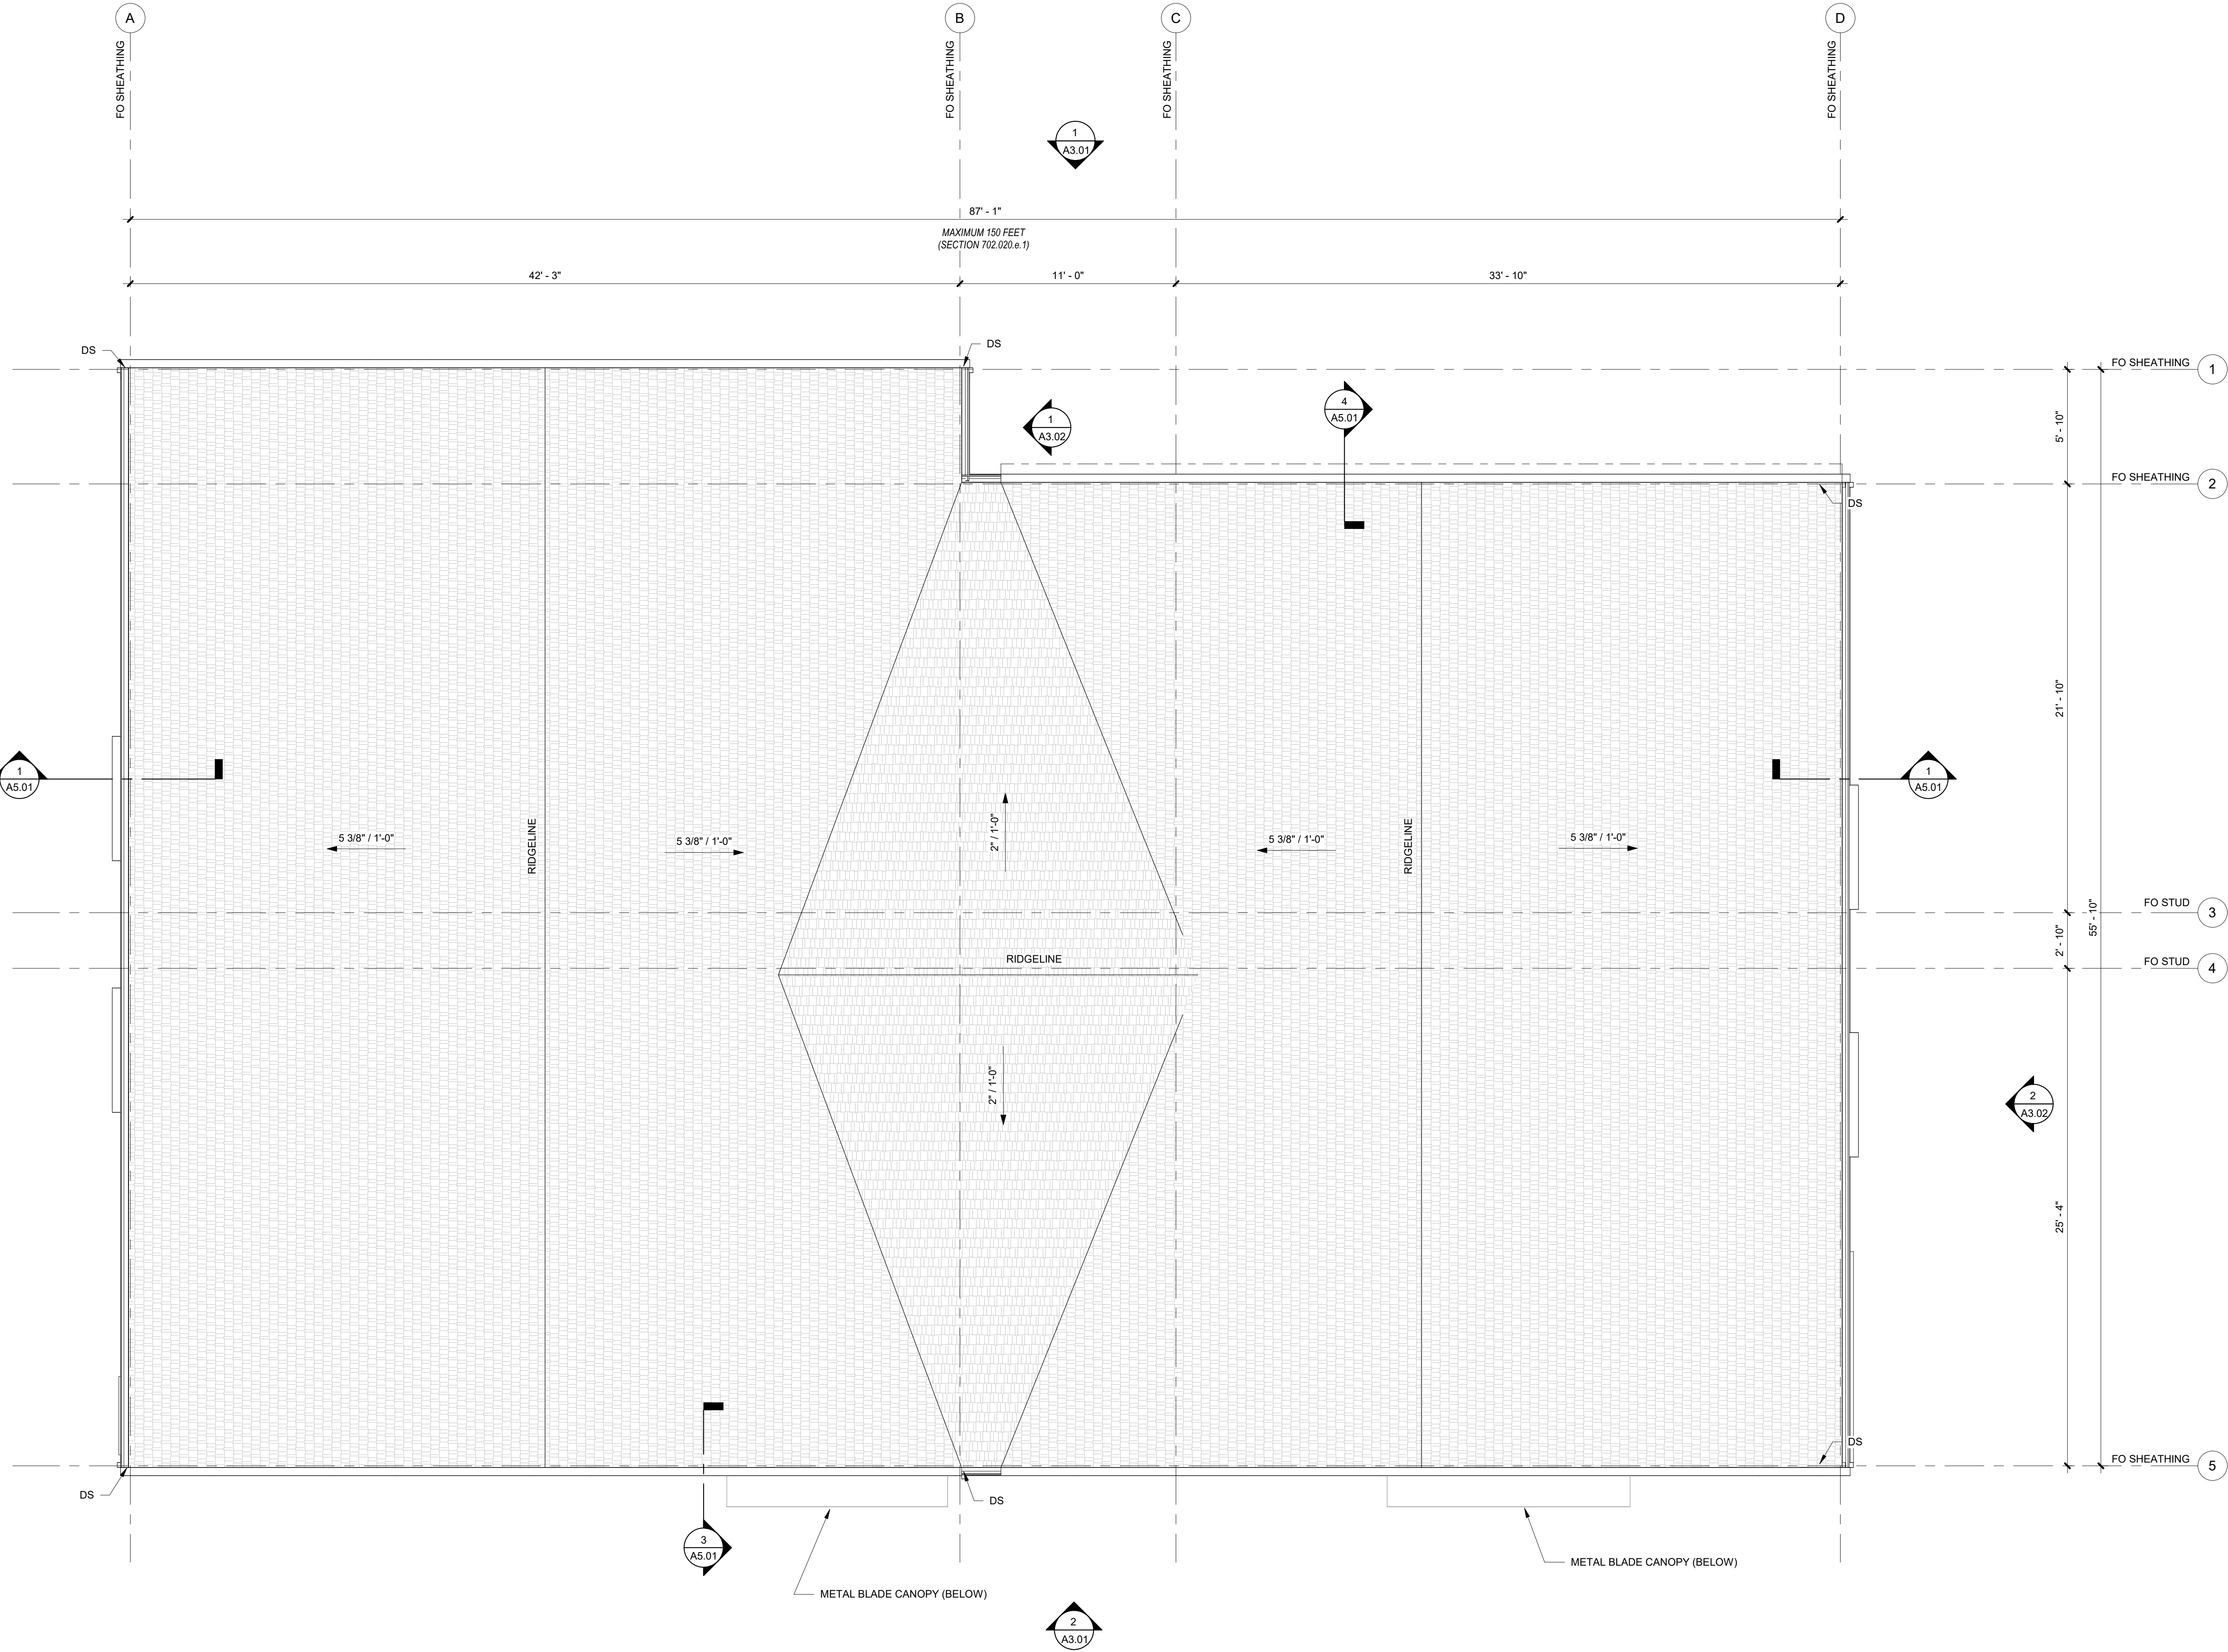 A
B
C
D
FO SHEATHING
FO SHEATHING
FO SHEATHING
FO SHEATHING
1
A3.01
87' - 1"
MAXIMUM 150 FEET
(SECTION 702.020.e.1)
42' - 3"
11' - 0"
33' - 10"
DS
DS
FO SHEATHING
1
1
A3.02
4
A5.01
5' - 10"
FO SHEATHING
2
DS
21' - 10"
1
A5.01
1
A5.01
5 3/8" / 1'-0"
RIDGELINE
5 3/8" / 1'-0"
2" / 1'-0"
5 3/8" / 1'-0"
RIDGELINE
5 3/8" / 1'-0"
FO STUD
3
2' - 10"
55' - 10"
RIDGELINE
FO STUD
4
2" / 1'-0"
2
A3.02
25' - 4"
DS
FO SHEATHING
5
DS
DS
3
A5.01
METAL BLADE CANOPY (BELOW)
METAL BLADE CANOPY (BELOW)
2
A3.01